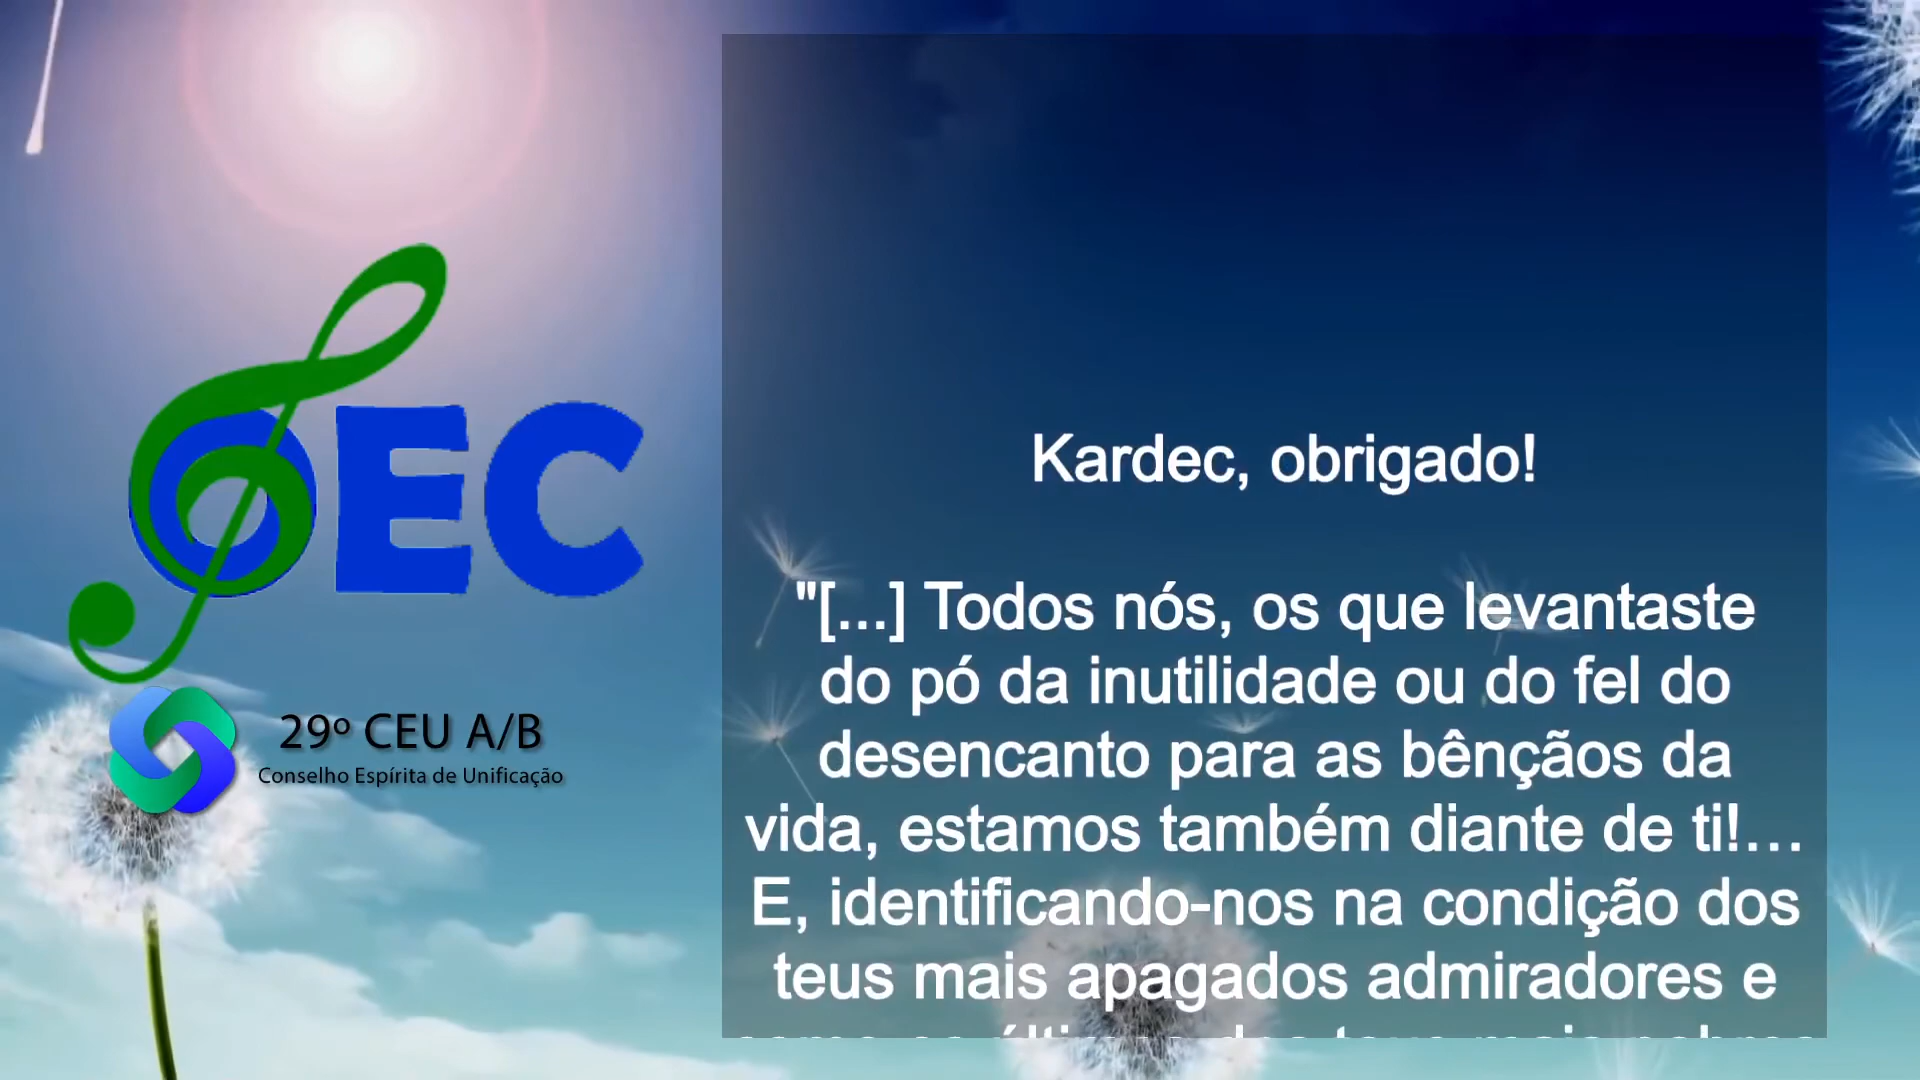 OEC
29º CEU A/B
Conselho Espírita de Unificação
Kardec, obrigado!
"[...] Todos nós, os que levantaste
do pó da inutilidade ou do fel do
desencanto para as bênçãos da
vida, estamos também diante de ti!...
E, identificando-nos na condição dos
teus mais apagados admiradores e